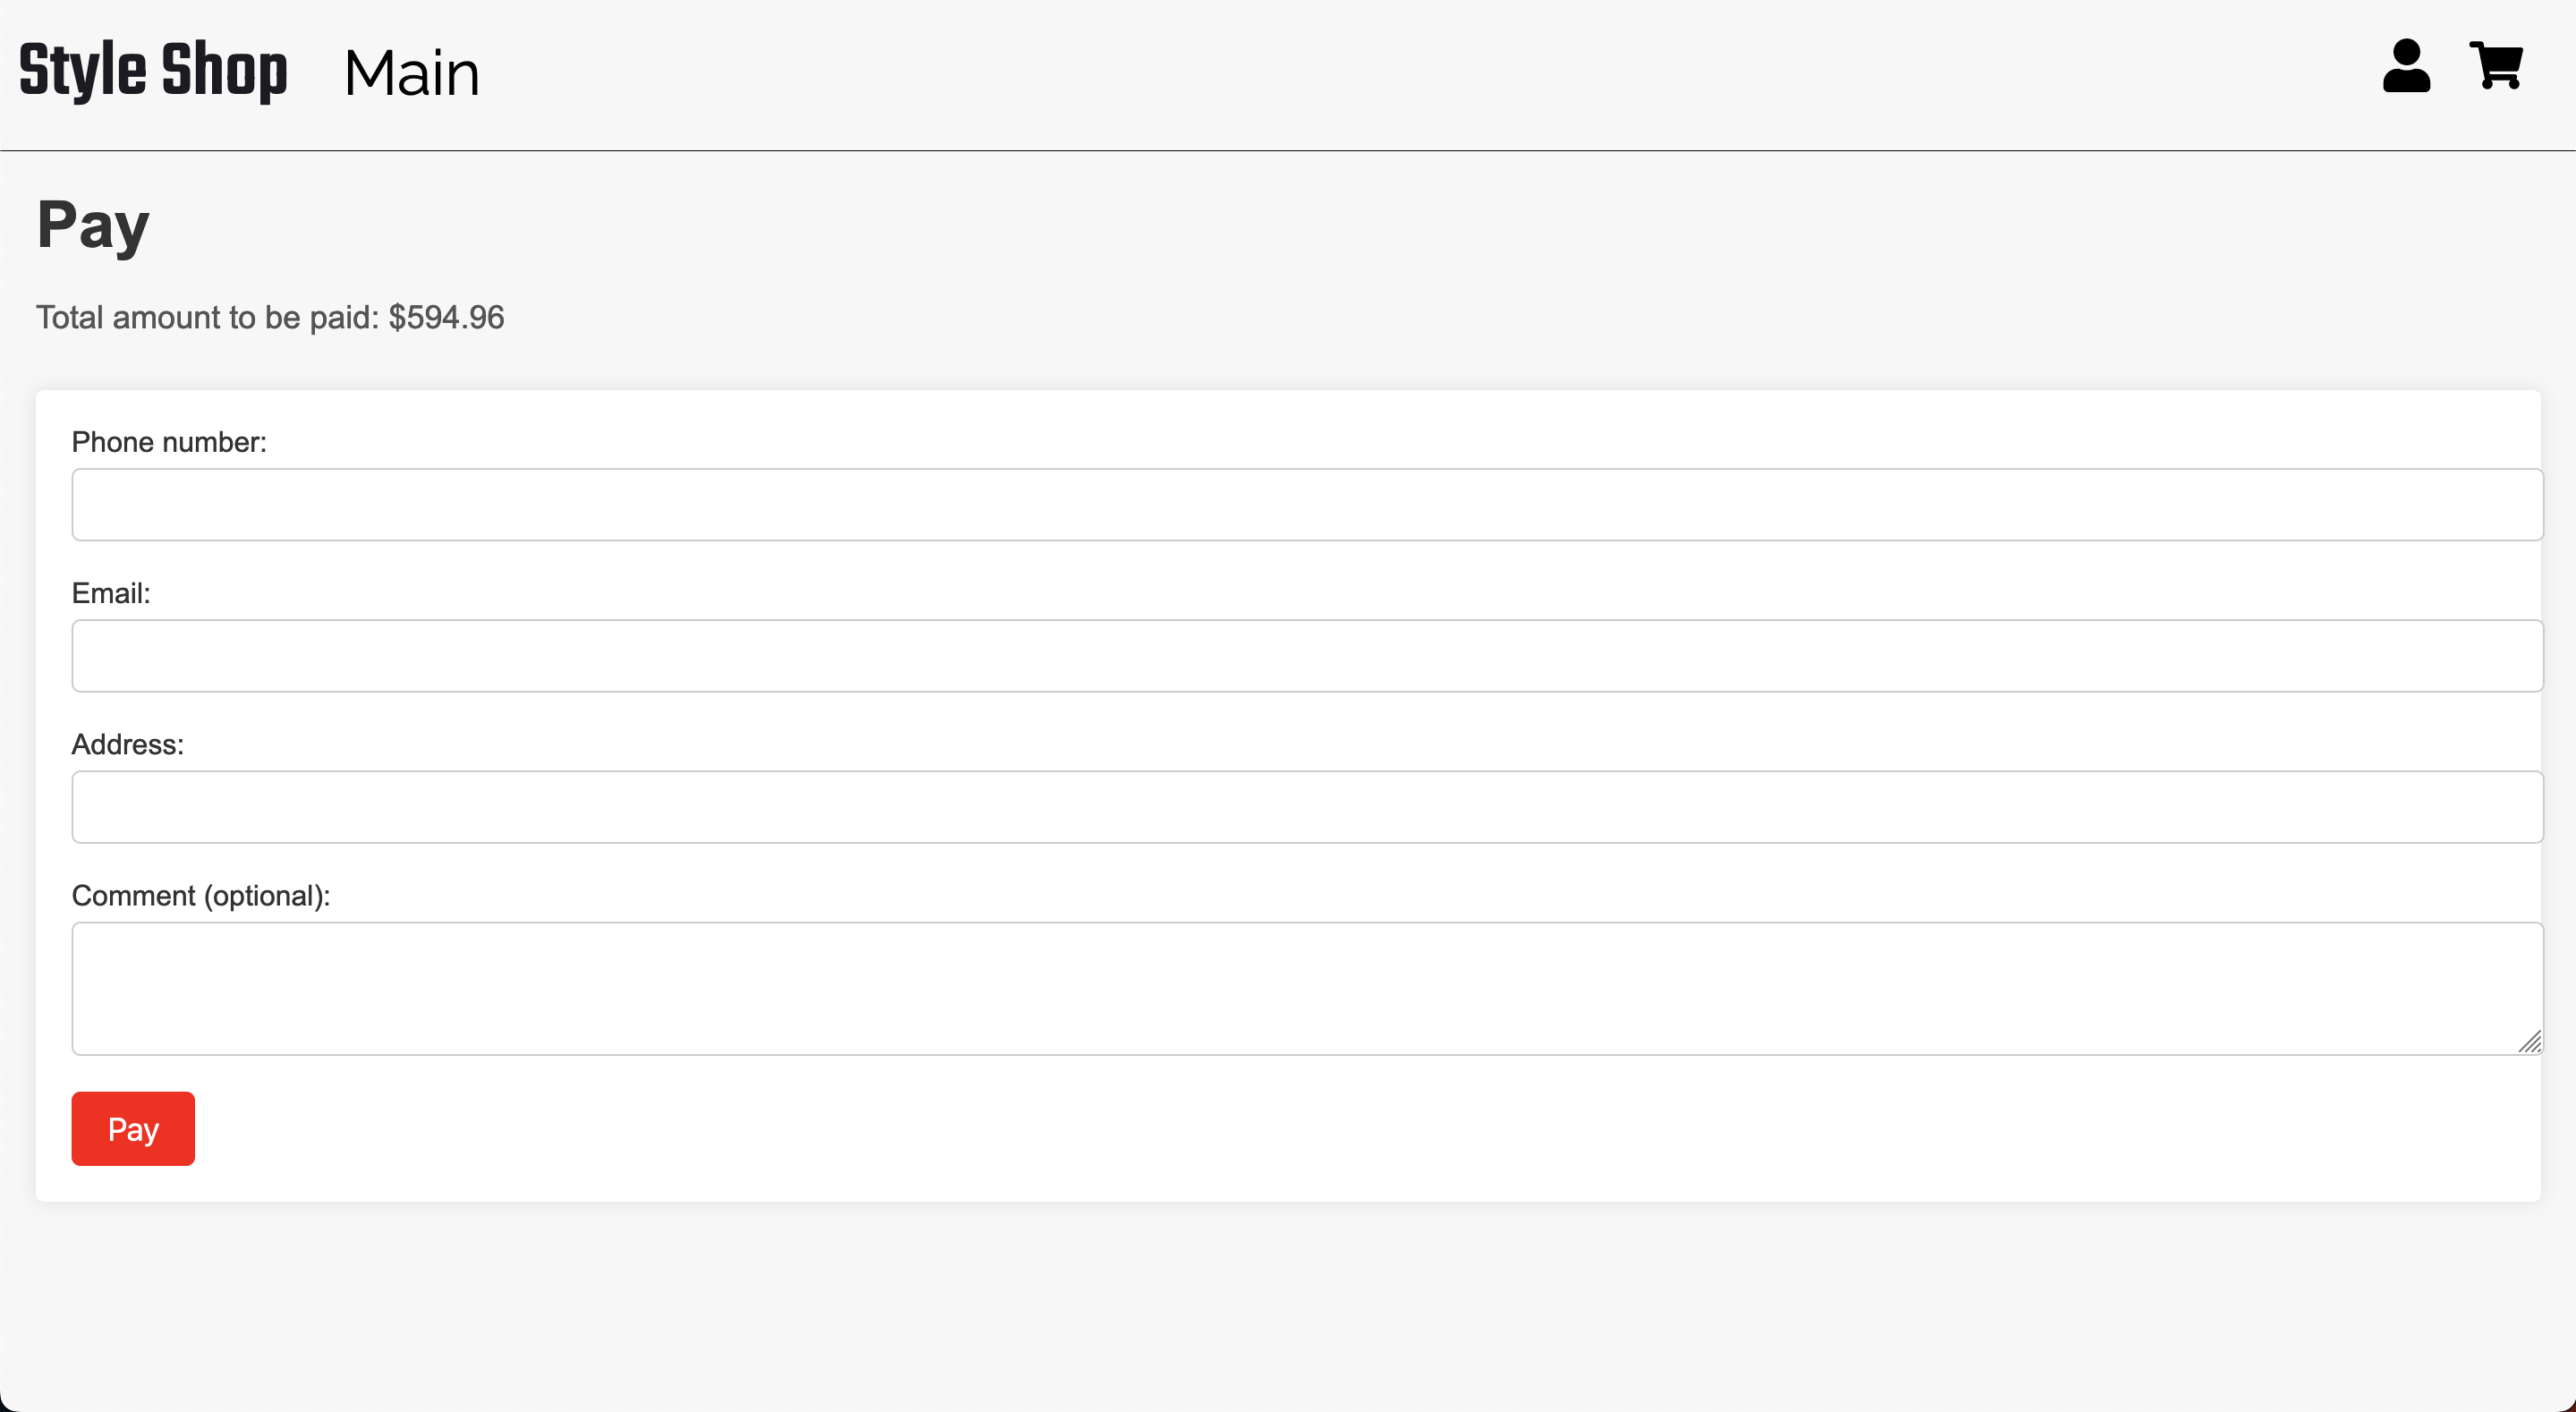 Style Shop Main
Pay
Total amount to be paid: $594.96
Phone number:
Email:
Address:
Comment (optional):
Pay